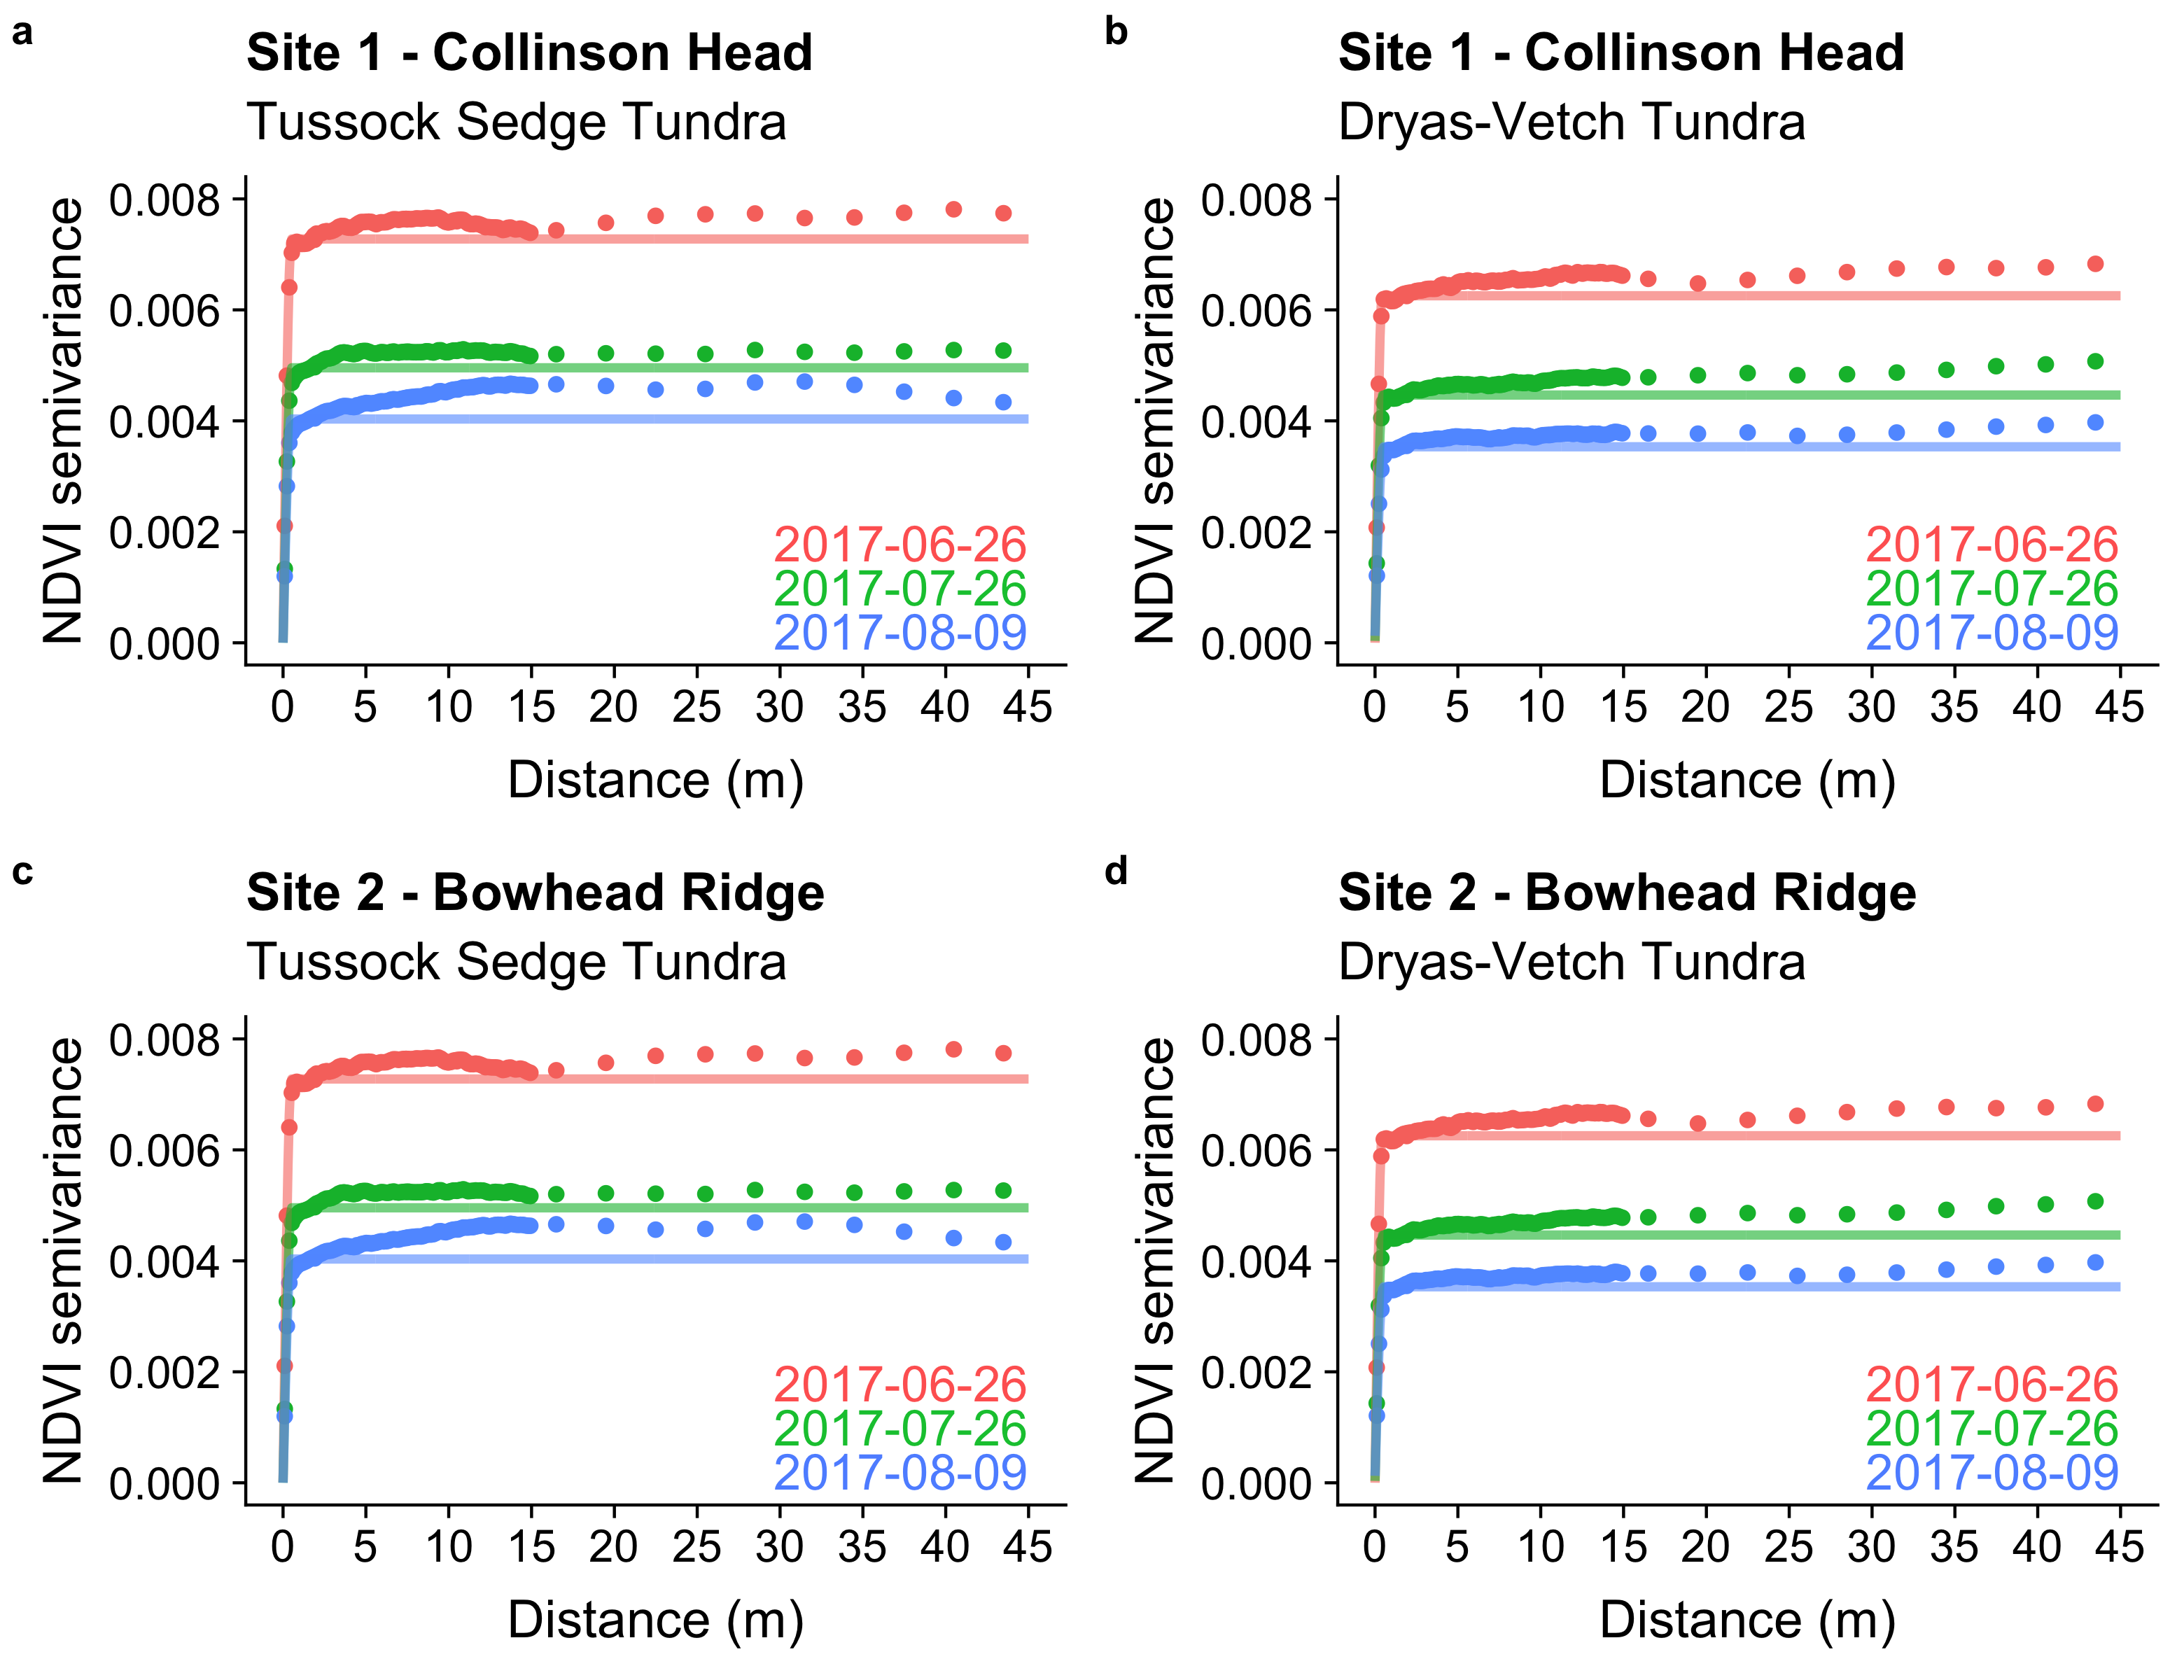 a
Site 1 - Collinson Head
Tussock Sedge Tundra
NDVI semivariance
0.008
0.006
0.004
0.002
0.000
2017-06-26
2017-07-26
2017-08-09
0 5 10 15 20 25 30 35 40 45
Distance (m)
b
Site 1 - Collinson Head
Dryas-Vetch Tundra
NDVI semivariance
0.008
0.006
0.004
0.002
0.000
2017-06-26
2017-07-26
2017-08-09
0 5 10 15 20 25 30 35 40 45
Distance (m)
c
Site 2 - Bowhead Ridge
Tussock Sedge Tundra
NDVI semivariance
0.008
0.006
0.004
0.002
0.000
2017-06-26
2017-07-26
2017-08-09
0 5 10 15 20 25 30 35 40 45
Distance (m)
d
Site 2 - Bowhead Ridge
Dryas-Vetch Tundra
NDVI semivariance
0.008
0.006
0.004
0.002
0.000
2017-06-26
2017-07-26
2017-08-09
0 5 10 15 20 25 30 35 40 45
Distance (m)